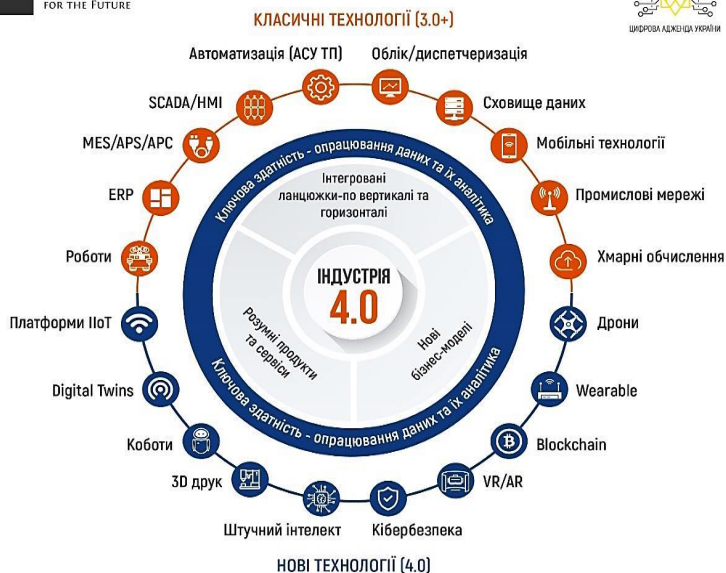 FOR THE FUTURE
ЦИФРОВА АДЖЕНДА УКРАЇНИ
КЛАСИЧНІ ТЕХНОЛОГІЇ (3.0+)
Автоматизація (АСУ ТП)
Облік/диспетчеризація
SCADA/HMI
Сховище даних
MES/APS/APC
Мобільні технології
ERP
Промислові мережі
Роботи
Хмарні обчислення
Ключова здатність - опрацювання даних та їх аналітика
Інтегровані
ланцюжки-по вертикалі та
горизонталі
ІНДУСТРІЯ
4.0
Розумні продукти
та сервіси
Нові
бізнес-моделі
Ключова здатність - опрацювання даних та їх аналітика
Платформи IIoT
Дрони
Digital Twins
Wearable
Коботи
Blockchain
3D друк
VR/AR
Штучний інтелект
Кібербезпека
НОВІ ТЕХНОЛОГІЇ (4.0)